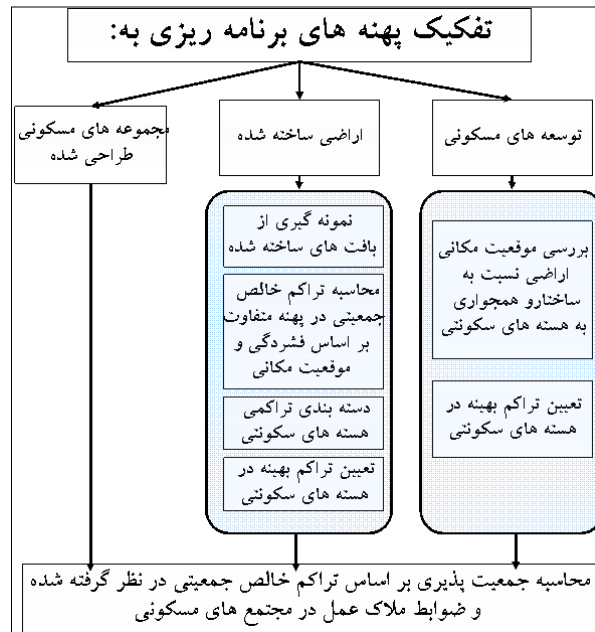 تفکیک پهنه های برنامه ریزی به:
توسعه های مسکونی
اراضی ساخته شده
مجموعه های مسکونی
طراحی شده
بررسی موقعیت مکانی
اراضی نسبت به
ساختارو همجواری
به هسته های سکونتی
تعیین تراکم بهینه در
هسته های سکونتی
نمونه گیری از
بافت های ساخته شده
محاسبه تراکم خالص
جمعیتی در پهنه متفاوت
بر اساس فشردگی و
موقعیت مکانی
دسته بندی تراکمی
هسته های سکونتی
تعیین تراکم بهینه در
هسته های سکونتی
محاسبه جمعیت پذیری بر اساس تراکم خالص جمعیتی در نظر گرفته شده
و ضوابط ملاک عمل در مجتمع های مسکونی